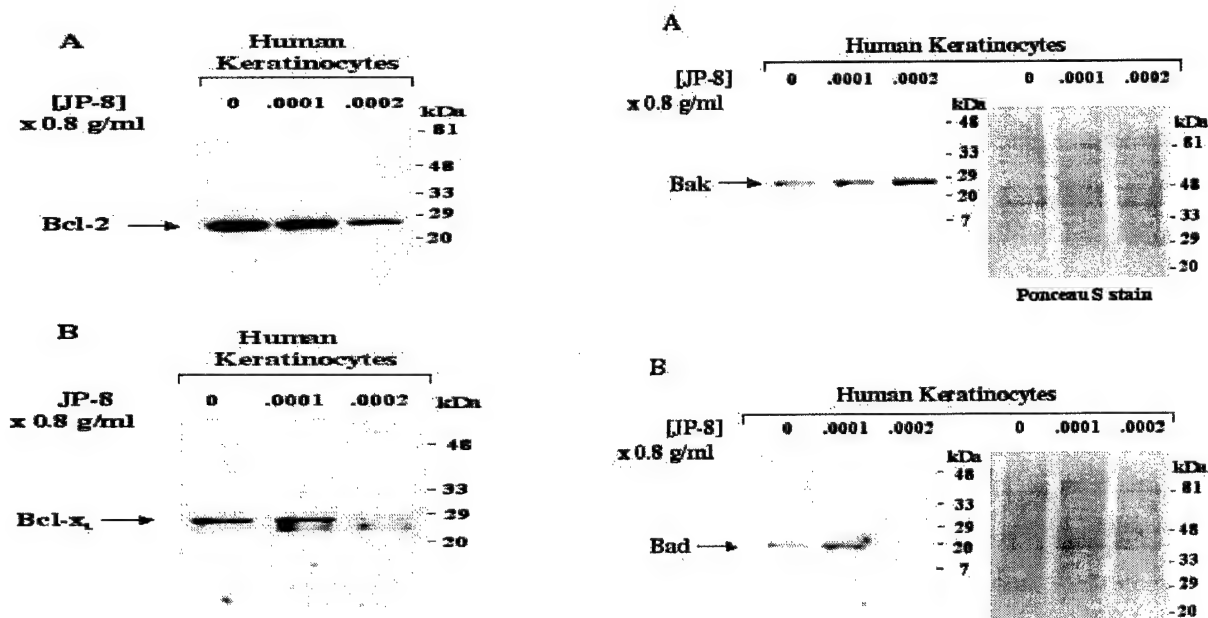 A
Human
Keratinocytes
[JP-8]
x 0.8 g/ml
0 .0001 .0002
kDa
- 81
- 48
- 33
- 29
- 20
Bcl-2
B
Human
Keratinocytes
JP-8
x 0.8 g/ml
0 .0001 .0002 kDa
- 48
- 33
- 29
- 20
Bcl-xL
A
Human Keratinocytes
[JP-8]
x 0.8 g/ml
0 .0001 .0002
kDa
- 48
- 33
- 29
- 20
- 7
Bak
0 .0001 .0002
kDa
- 81
- 48
- 33
- 29
- 20
Ponceau S stain
B
Human Keratinocytes
[JP-8]
x 0.8 g/ml
0 .0001 .0002
kDa
- 48
- 33
- 29
- 20
- 7
Bad
0 .0001 .0002
kDa
- 81
- 48
- 33
- 29
- 20